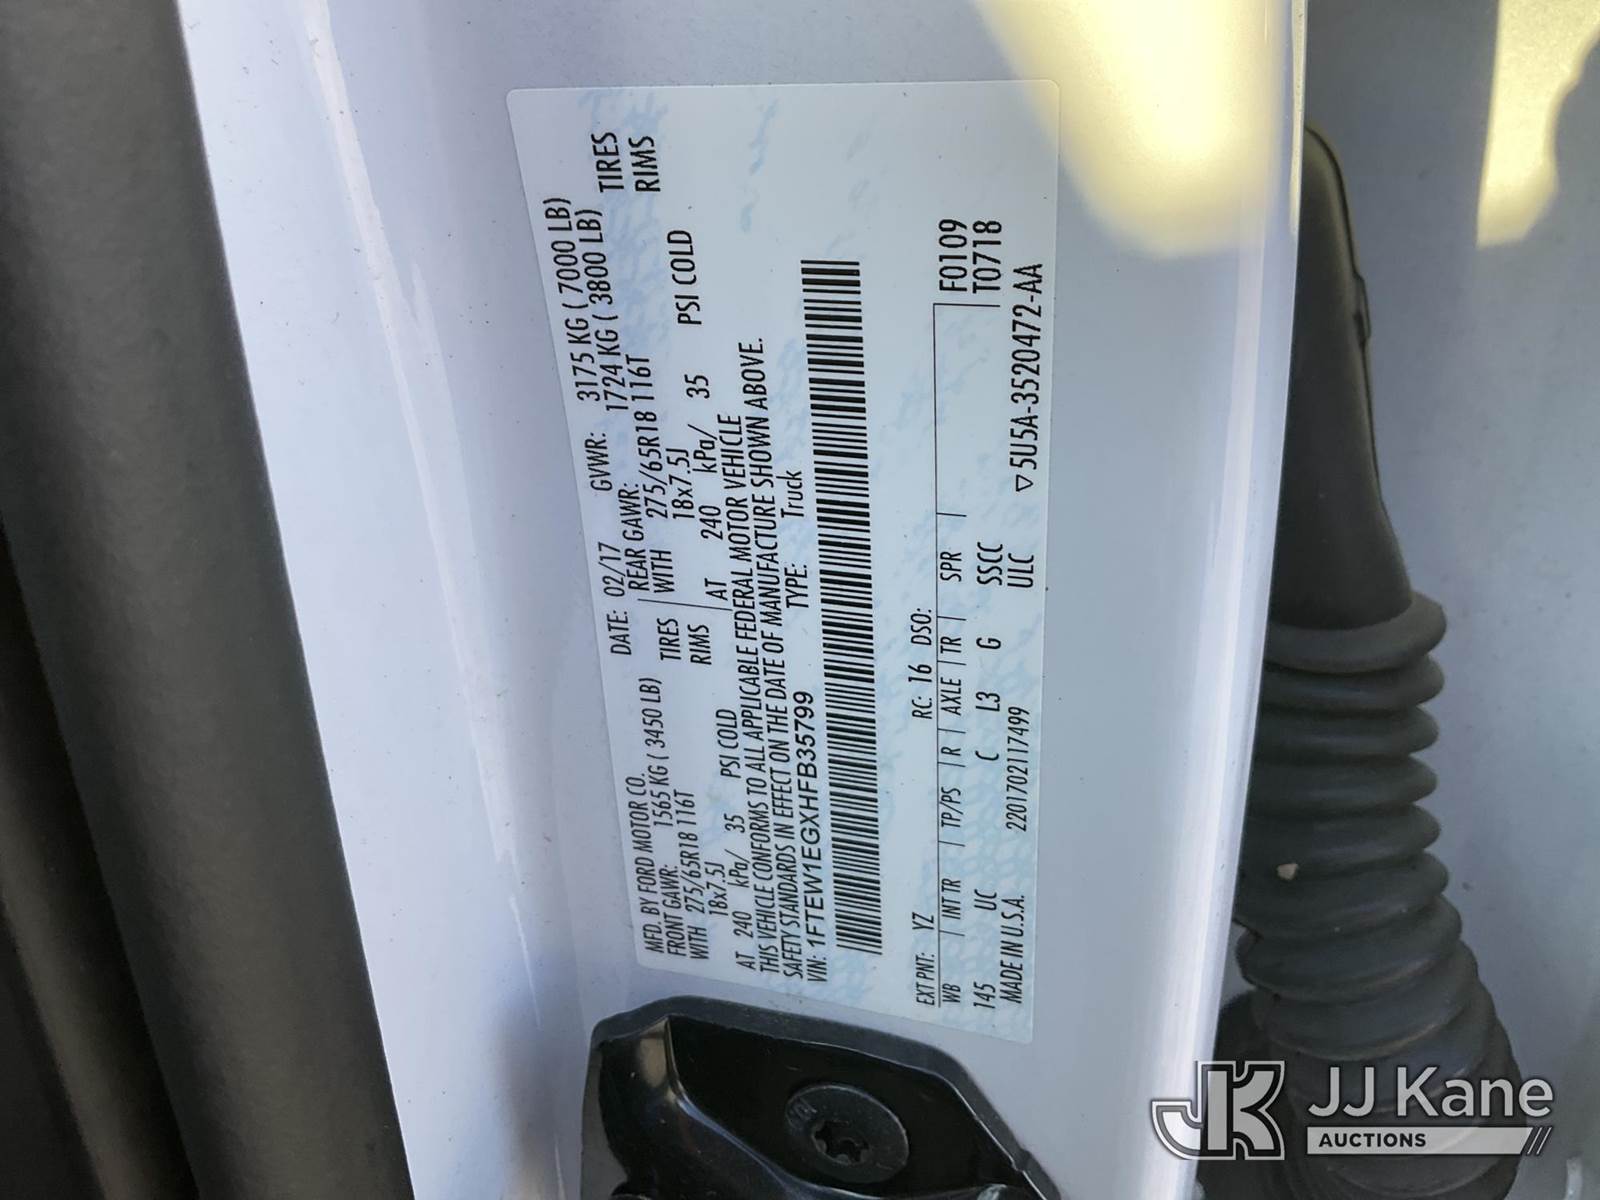 MFD. BY FORD MOTOR CO.
DATE: 02/17 GVWR: 3175 KG ( 7000 LB)
FRONT GAWR: 1565 KG ( 3450 LB) REAR GAWR: 1724 KG ( 3800 LB)
WITH 275/65R18 116T TIRES WITH 275/65R18 116T TIRES
18x7.5J RIMS 18x7.5J RIMS
AT 240 kPa/ 35 PSI COLD AT 240 kPa/ 35 PSI COLD
THIS VEHICLE CONFORMS TO ALL APPLICABLE FEDERAL MOTOR VEHICLE
SAFETY STANDARDS IN EFFECT ON THE DATE OF MANUFACTURE SHOWN ABOVE.
VIN: 1FTEW1EGXHFB35799 TYPE: Truck
F0109
T0718
EXT PNT: YZ RC: 16 DSO:
WB | INT TR | TP/PS | R | AXLE | TR | SPR |
145 UC C L3 G SSCC
MADE IN U.S.A. 2201702117499 ULC ▽5U5A-3520472-AA
JK JJ Kane
AUCTIONS